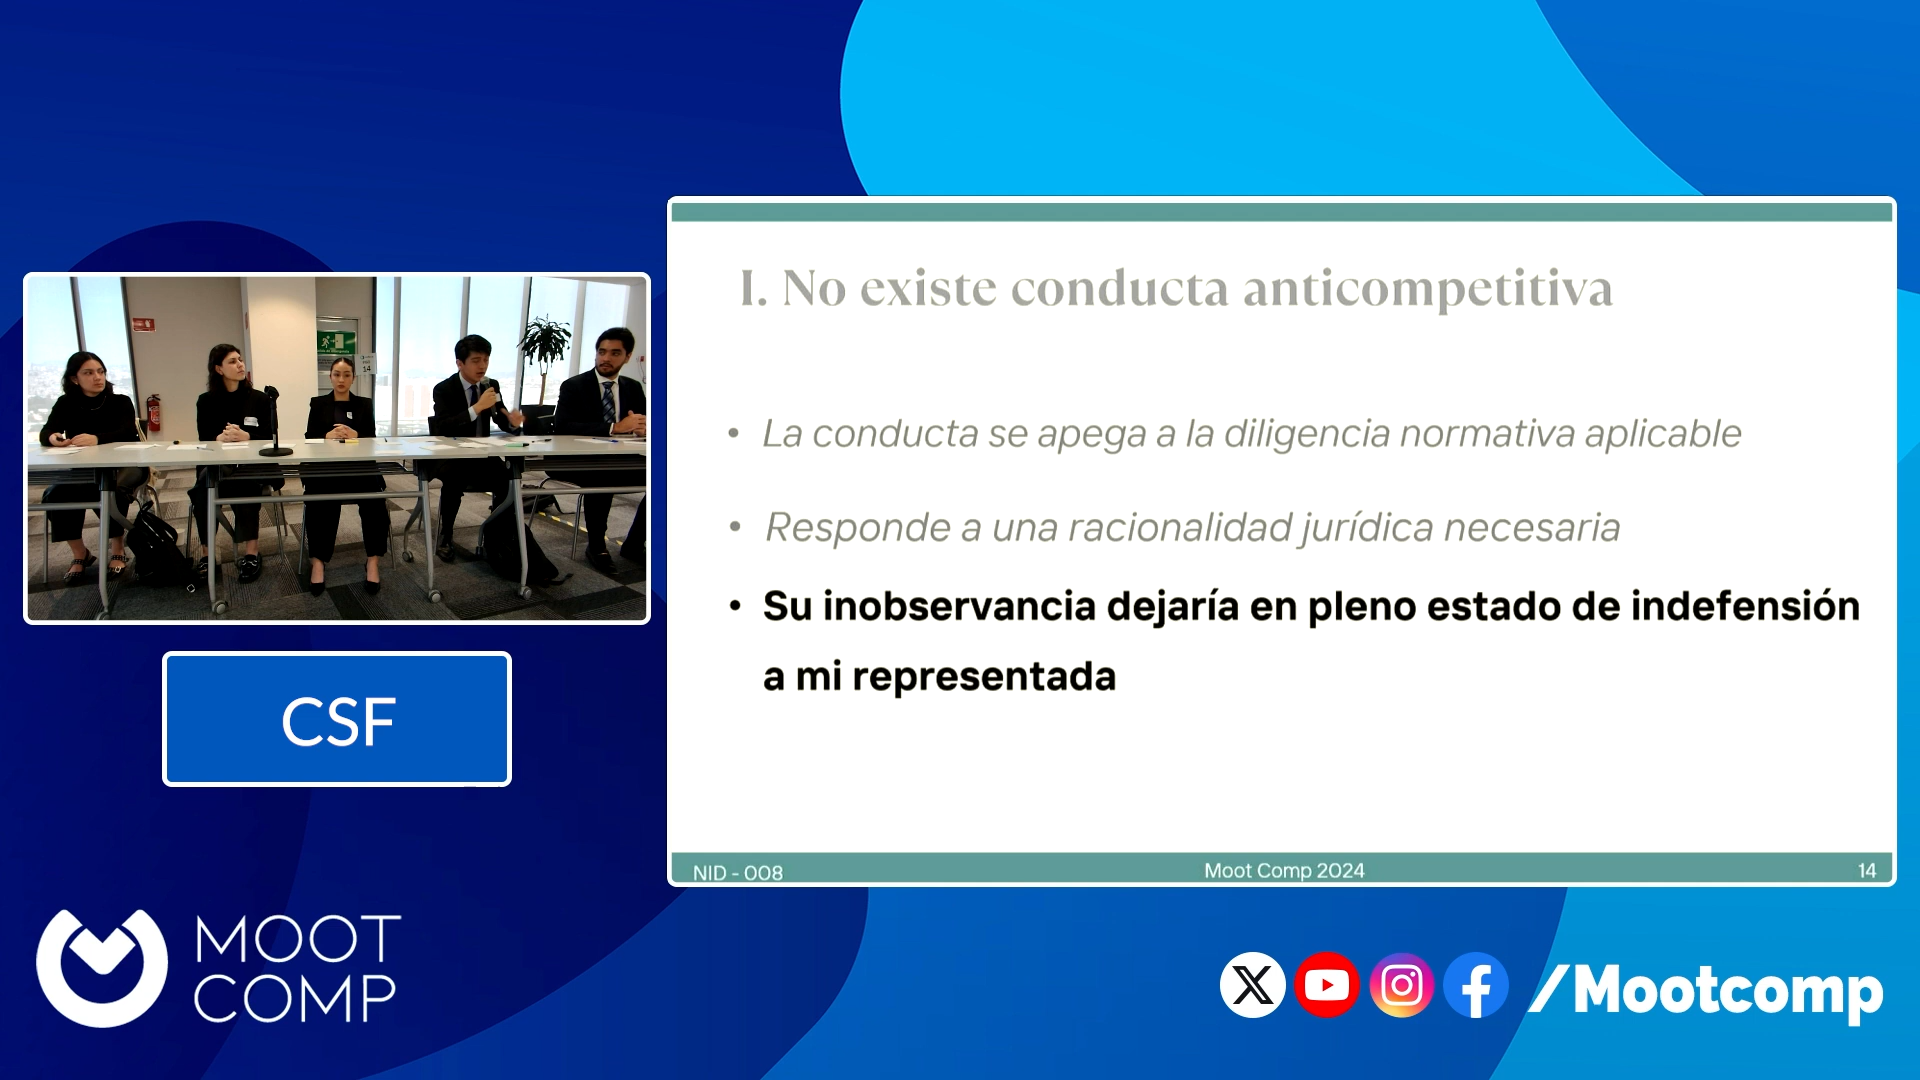 I. No existe conducta anticompetitiva
• La conducta se apega a la diligencia normativa aplicable
• Responde a una racionalidad jurídica necesaria
• Su inobservancia dejaría en pleno estado de indefensión
a mi representada
NID - 008
Moot Comp 2024
14
14
CSF
MOOT
COMP
/Mootcomp